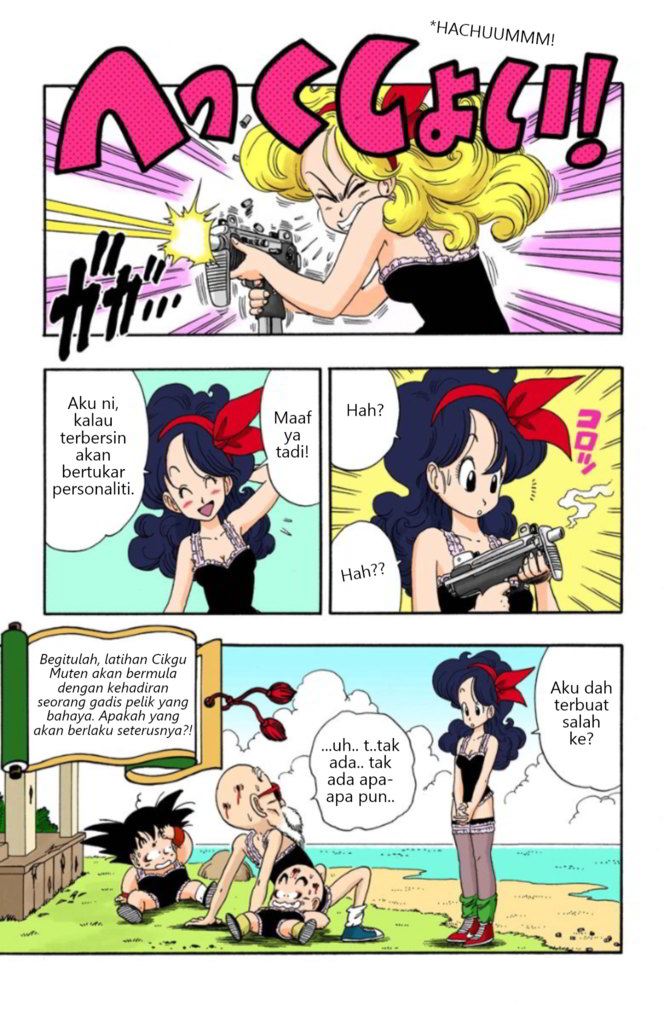 *HACHUUMMM!
へっくしょい!
ガガガ...
Maaf
ya
tadi!
Aku ni,
kalau
terbersin
akan
bertukar
personaliti.
コロッ
Hah?
Hah??
Begitulah, latihan Cikgu
Muten akan bermula
dengan kehadiran
seorang gadis pelik yang
bahaya. Apakah yang
akan berlaku seterusnya?!
Aku dah
terbuat
salah
ke?
...uh.. t..tak
ada.. tak
ada apa-
apa pun..